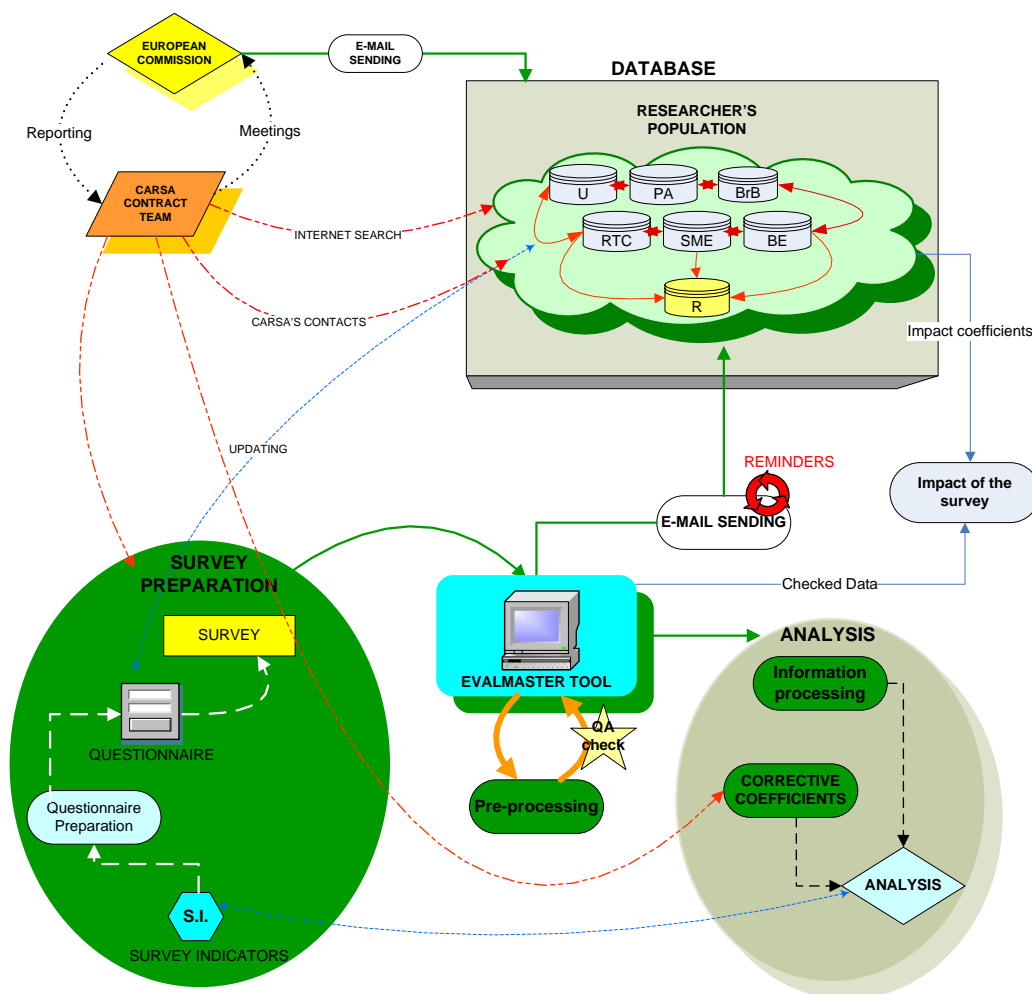 EUROPEAN
COMMISSION
E-MAIL
SENDING
DATABASE
RESEARCHER'S
POPULATION
Reporting
Meetings
U
PA
BrB
CARSA
CONTRACT
TEAM
INTERNET SEARCH
RTC
SME
BE
R
CARSA'S CONTACTS
Impact coefficients
UPDATING
REMINDERS
E-MAIL SENDING
Impact of the
survey
SURVEY
PREPARATION
Checked Data
SURVEY
ANALYSIS
EVALMASTER TOOL
Information
processing
QA
check
QUESTIONNAIRE
Pre-processing
CORRECTIVE
COEFFICIENTS
Questionnaire
Preparation
ANALYSIS
S.I.
SURVEY INDICATORS